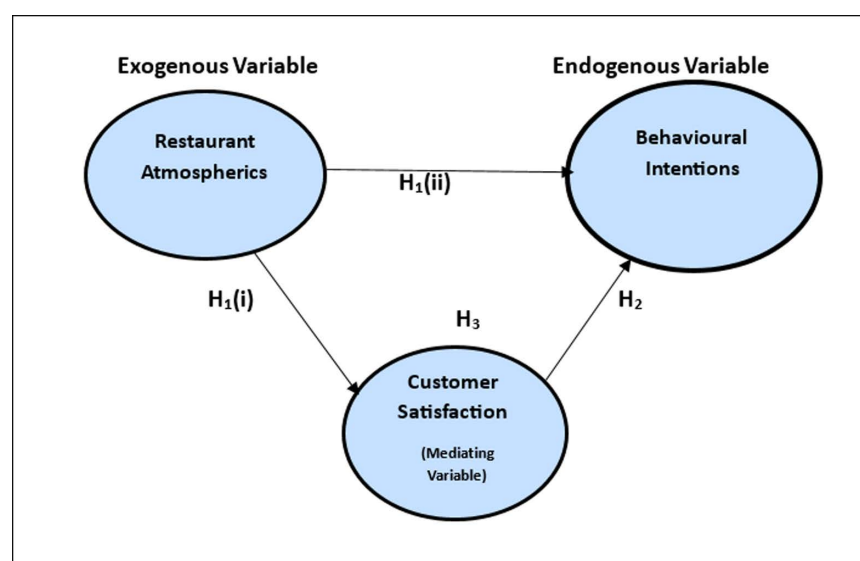 Exogenous Variable
Endogenous Variable
Restaurant
Atmospherics
Behavioural
Intentions
H₁(ii)
H₁(i)
H₂
H₃
Customer
Satisfaction
(Mediating
Variable)